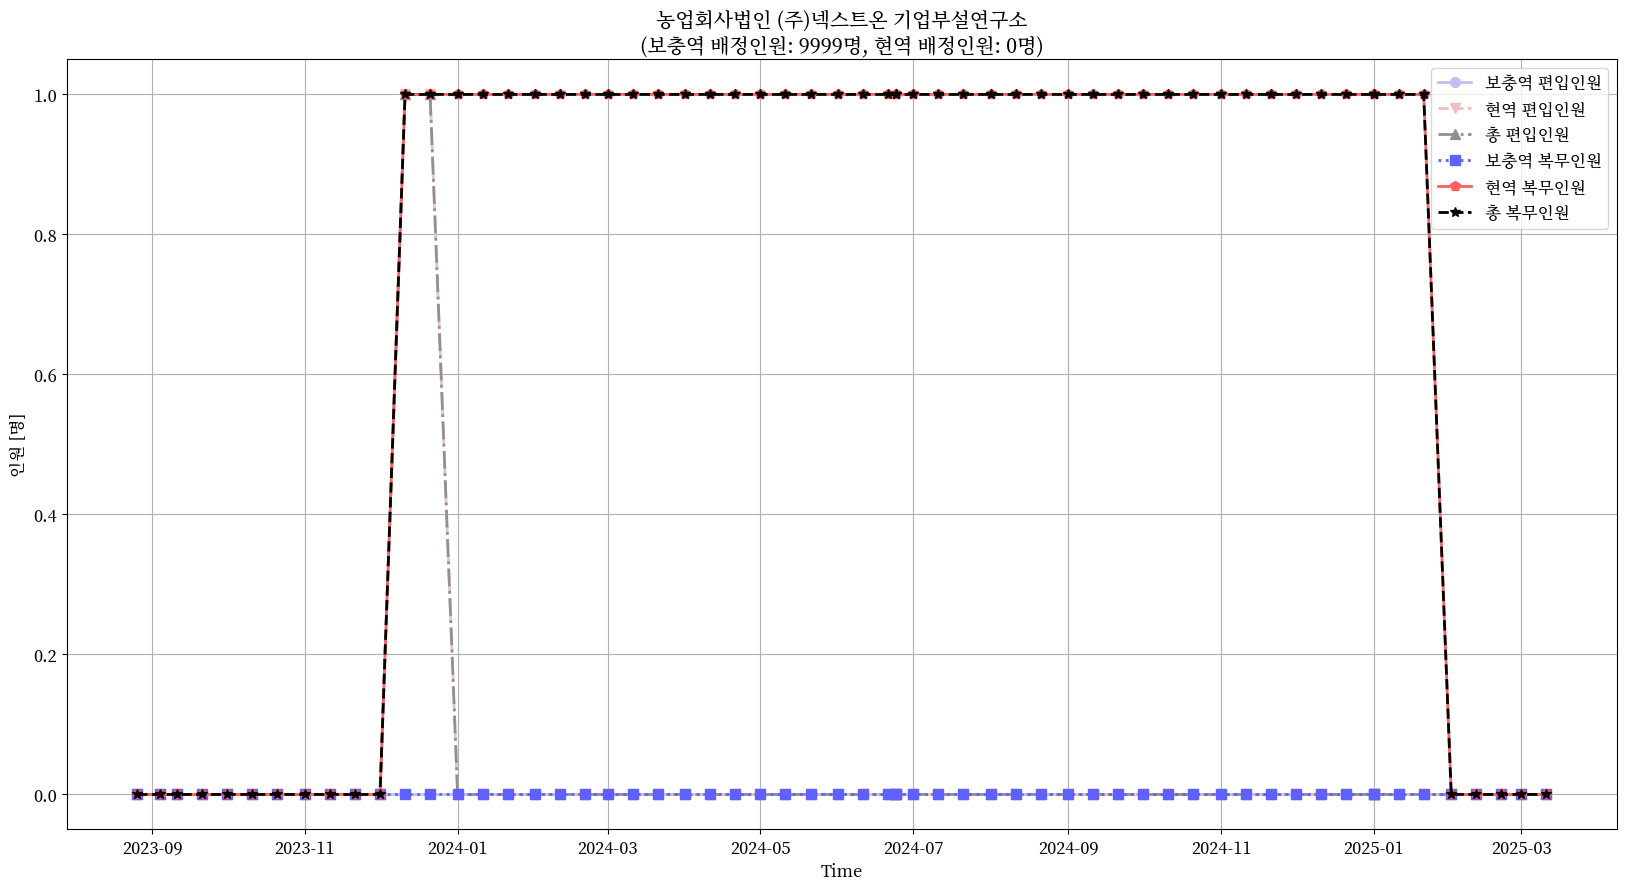 농업회사법인 (주)넥스트온 기업부설연구소
(보충역 배정인원: 9999명, 현역 배정인원: 0명)
보충역 편입인원
현역 편입인원
총 편입인원
보충역 복무인원
현역 복무인원
총 복무인원
인원 [명]
1.0
0.8
0.6
0.4
0.2
0.0
2023-09
2023-11
2024-01
2024-03
2024-05
2024-07
2024-09
2024-11
2025-01
2025-03
Time